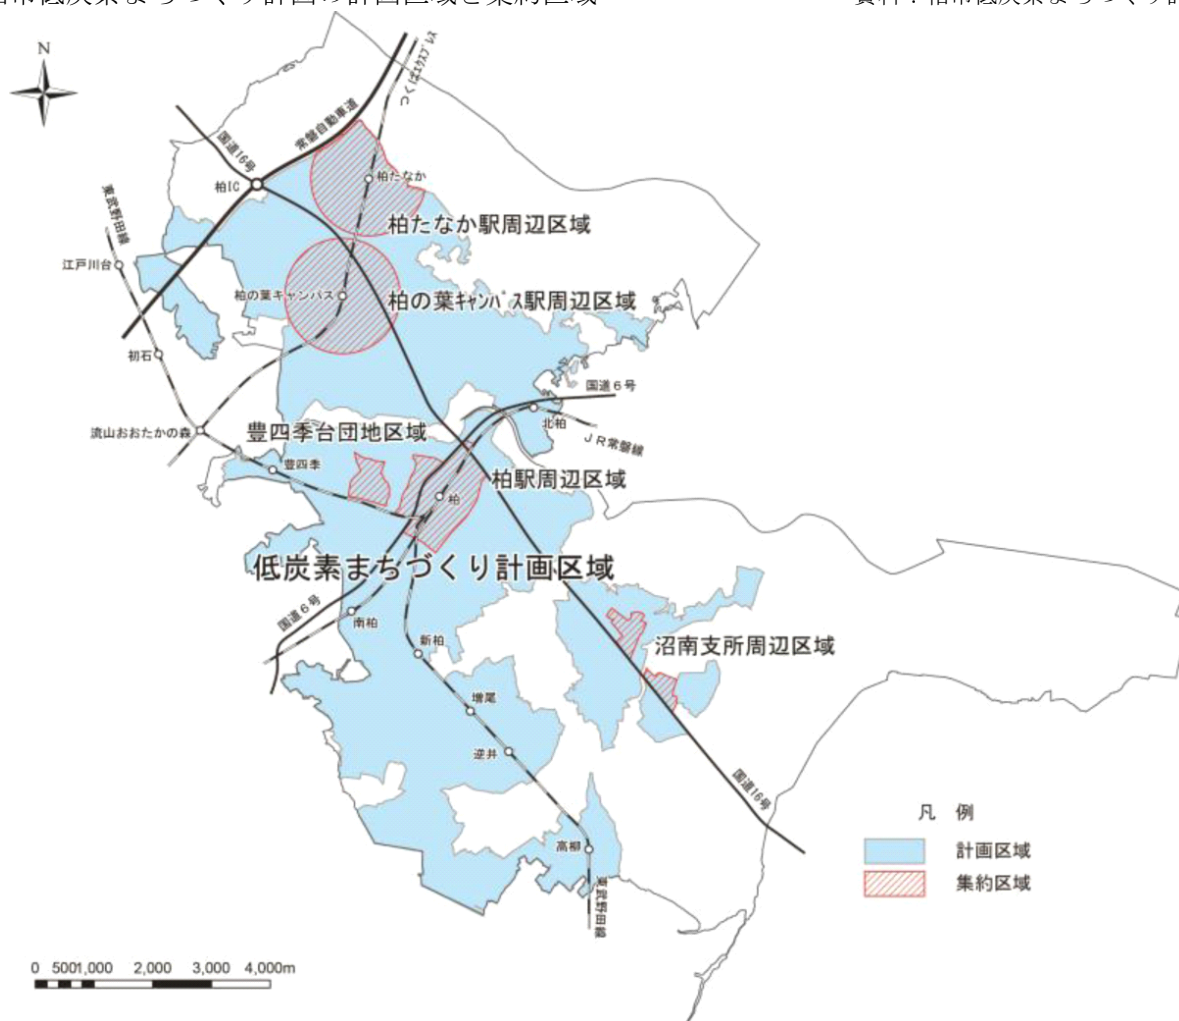 柏市低炭素まちづくり計画の計画区域と集約区域
資料:柏市低炭素まちづくり計
N
つくばエクスプレス
常磐自動車道
国道16号
柏IC
柏たなか
東武野田線
柏たなか駅周辺区域
江戸川台
柏の葉キャンパス
柏の葉キャンパス駅周辺区域
初石
国道6号
流山おおたかの森
豊四季台団地区域
北柏
JR常磐線
豊四季
柏駅周辺区域
柏
低炭素まちづくり計画区域
国道6号
南柏
新柏
沼南支所周辺区域
増尾
逆井
国道16号
凡例
高柳
計画区域
集約区域
東武野田線
0 500 1,000 2,000 3,000 4,000m